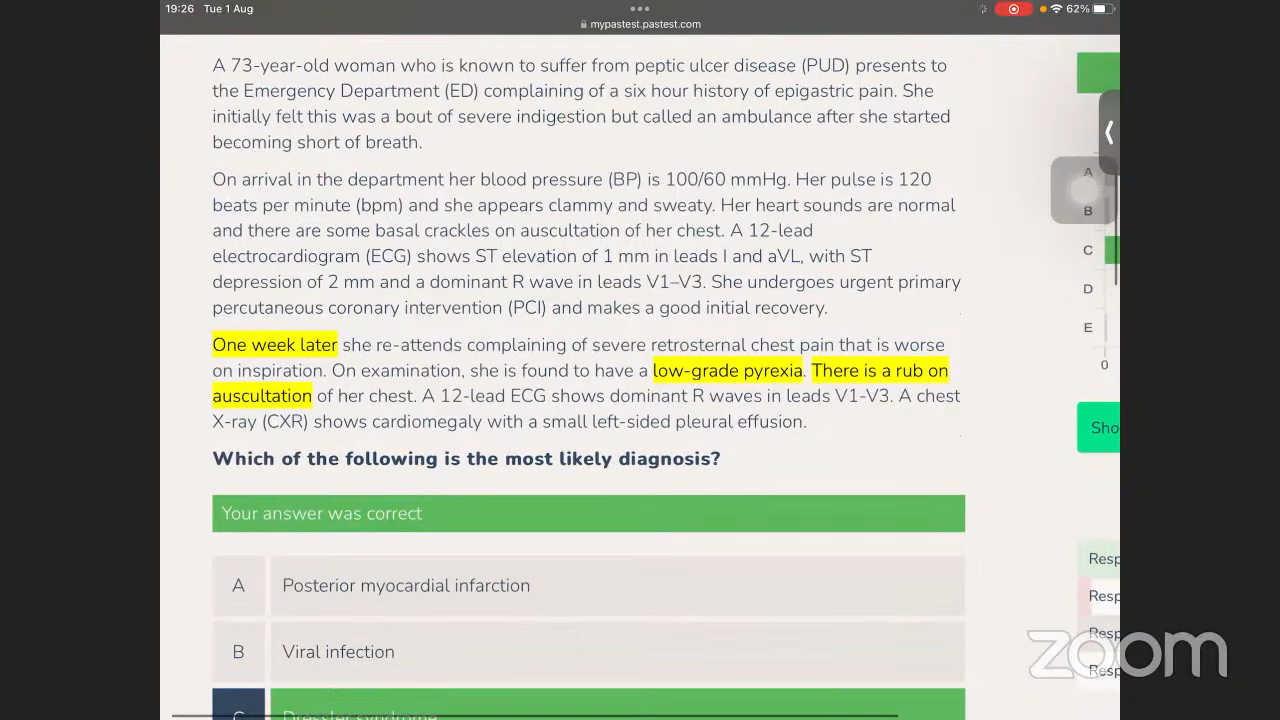 19:26 Tue 1 Aug
62%
mypastest.pastest.com
A 73-year-old woman who is known to suffer from peptic ulcer disease (PUD) presents to
the Emergency Department (ED) complaining of a six hour history of epigastric pain. She
initially felt this was a bout of severe indigestion but called an ambulance after she started
becoming short of breath.
On arrival in the department her blood pressure (BP) is 100/60 mmHg. Her pulse is 120
beats per minute (bpm) and she appears clammy and sweaty. Her heart sounds are normal
and there are some basal crackles on auscultation of her chest. A 12-lead
electrocardiogram (ECG) shows ST elevation of 1 mm in leads I and aVL, with ST
depression of 2 mm and a dominant R wave in leads V1–V3. She undergoes urgent primary
percutaneous coronary intervention (PCI) and makes a good initial recovery.
One week later she re-attends complaining of severe retrosternal chest pain that is worse
on inspiration. On examination, she is found to have a low-grade pyrexia. There is a rub on
auscultation of her chest. A 12-lead ECG shows dominant R waves in leads V1-V3. A chest
X-ray (CXR) shows cardiomegaly with a small left-sided pleural effusion.
Which of the following is the most likely diagnosis?
Your answer was correct
A Posterior myocardial infarction
B Viral infection
C Dressler syndrome
A
B
C
D
E
0
Sho
Resp
Resp
Resp
Resp
zoom